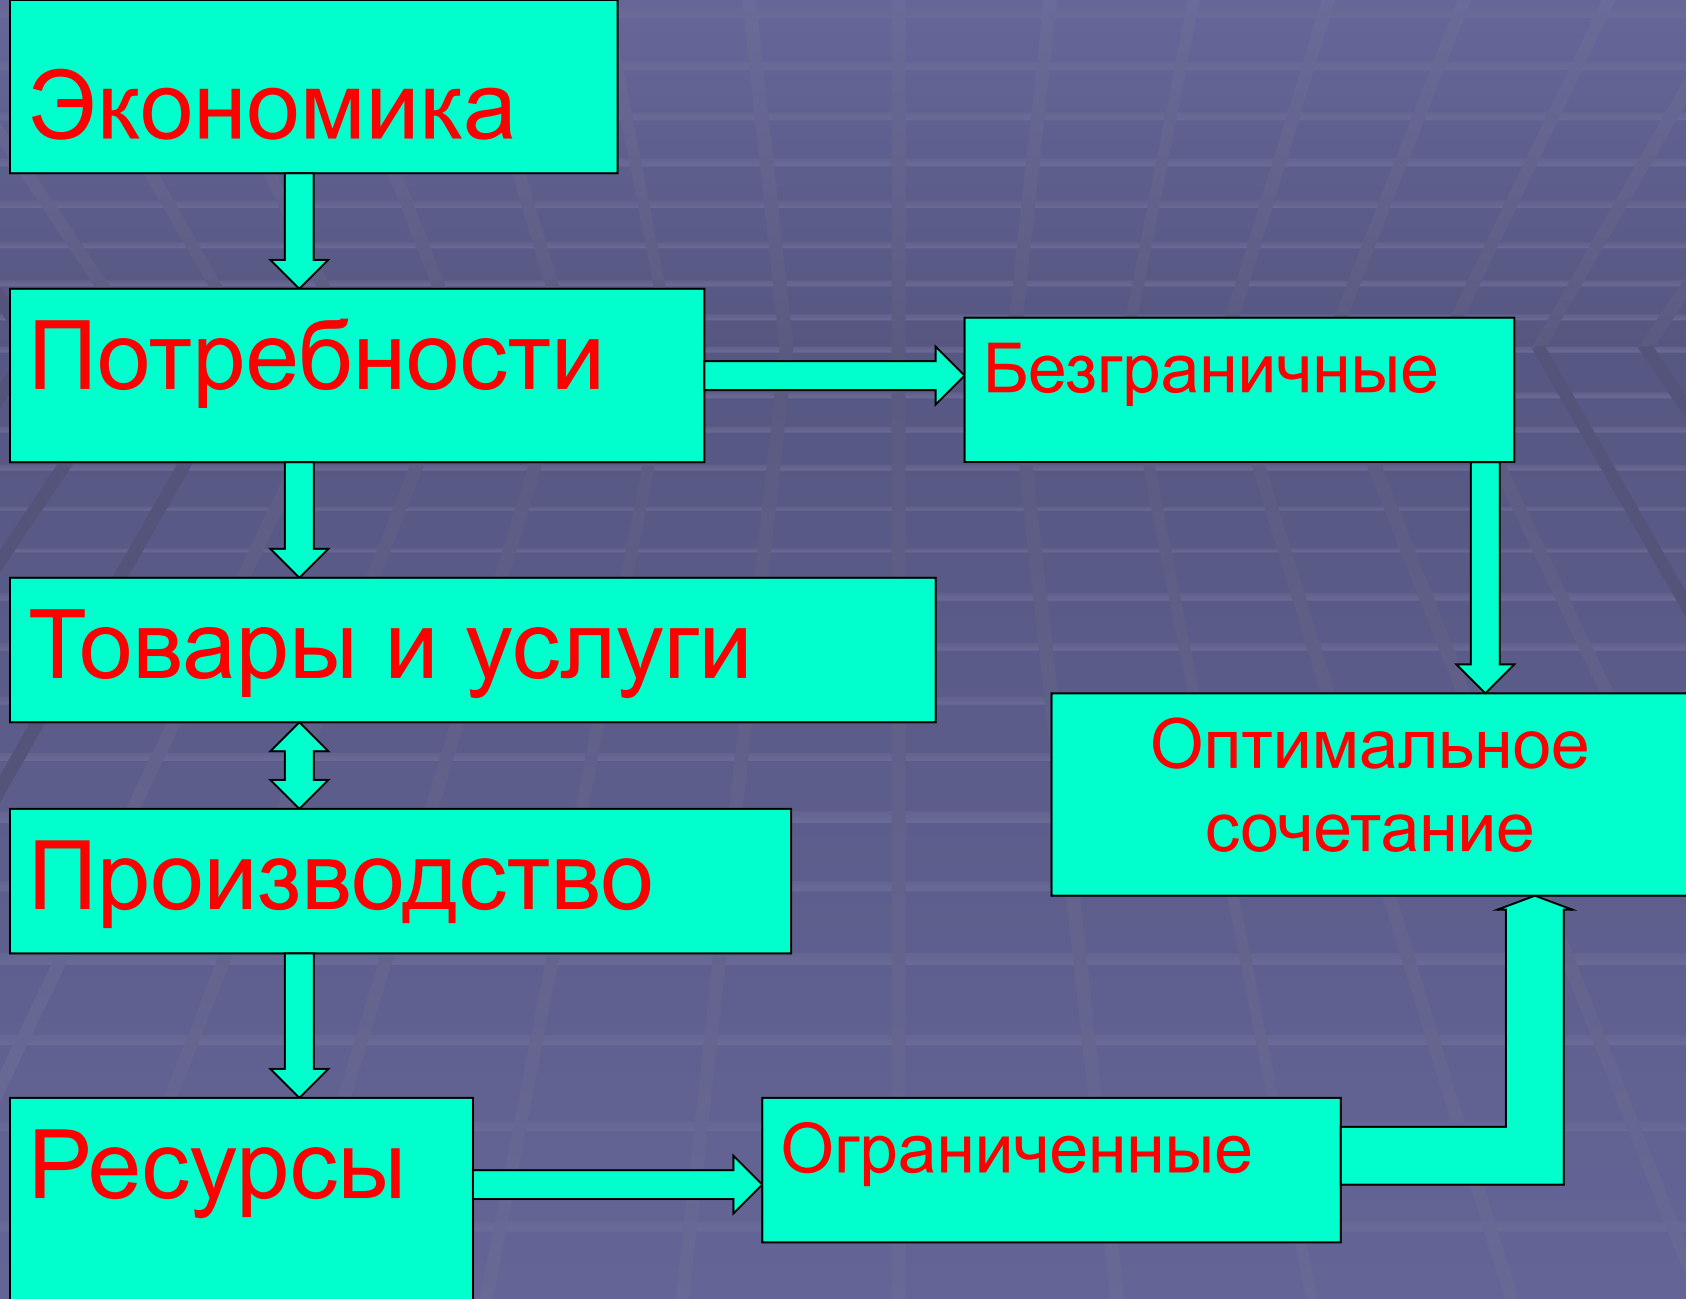 Экономика
Потребности
Безграничные
Товары и услуги
Оптимальное
сочетание
Производство
Ресурсы
Ограниченные